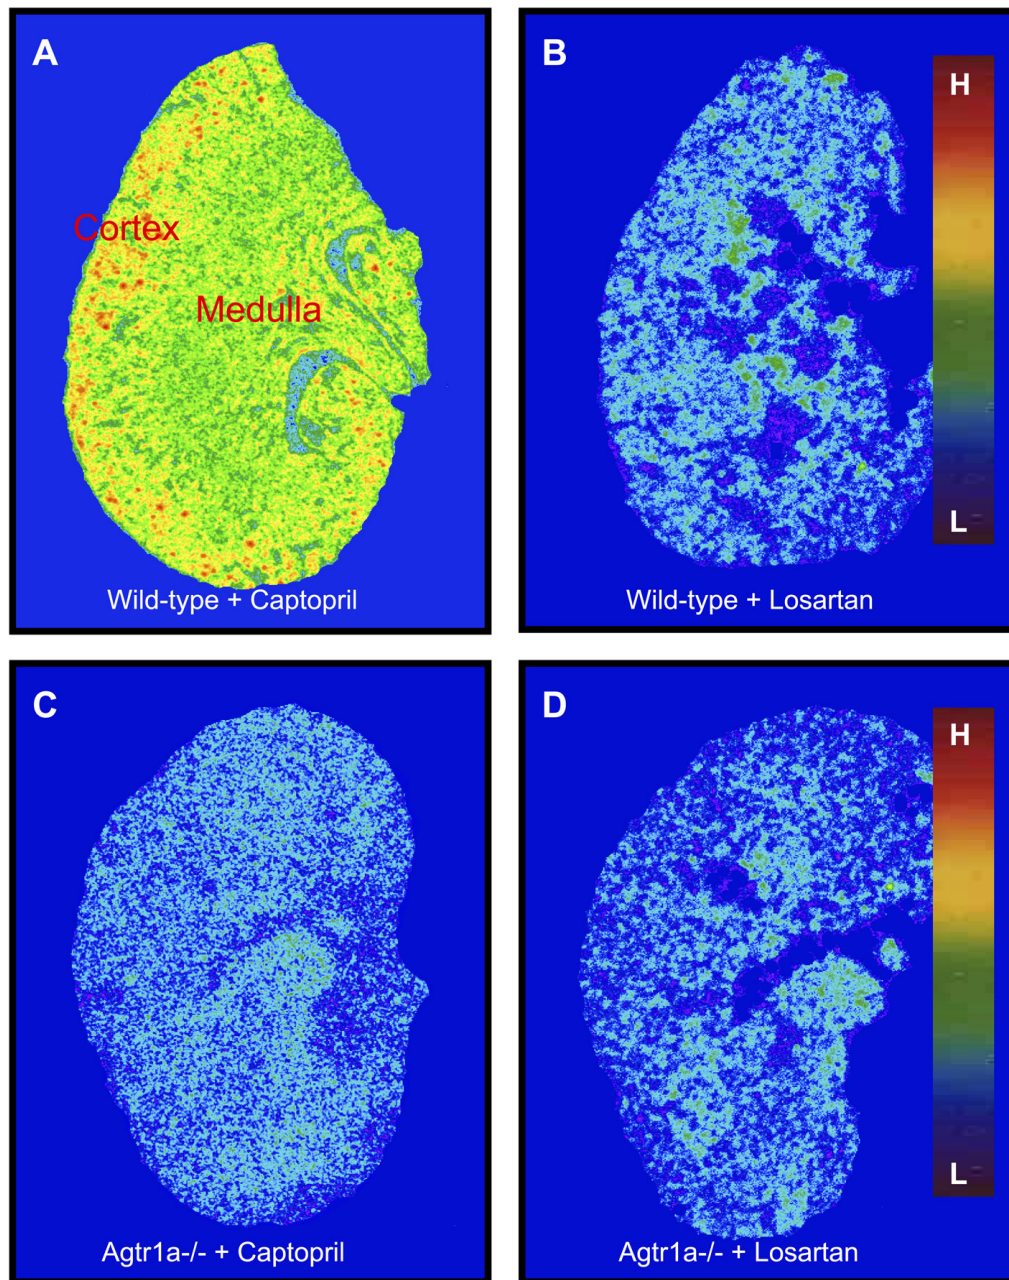 A
Cortex
Medulla
Wild-type + Captopril
B
H
L
Wild-type + Losartan
C
Agtr1a-/- + Captopril
D
H
L
Agtr1a-/- + Losartan